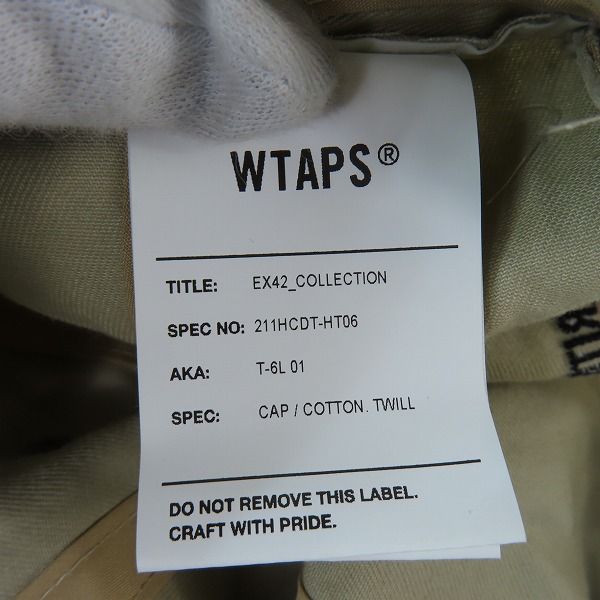 WTAPS®
TITLE: EX42_COLLECTION
SPEC NO: 211HCDT-HT06
AKA: T-6L 01
SPEC: CAP / COTTON. TWILL
DO NOT REMOVE THIS LABEL.
CRAFT WITH PRIDE.